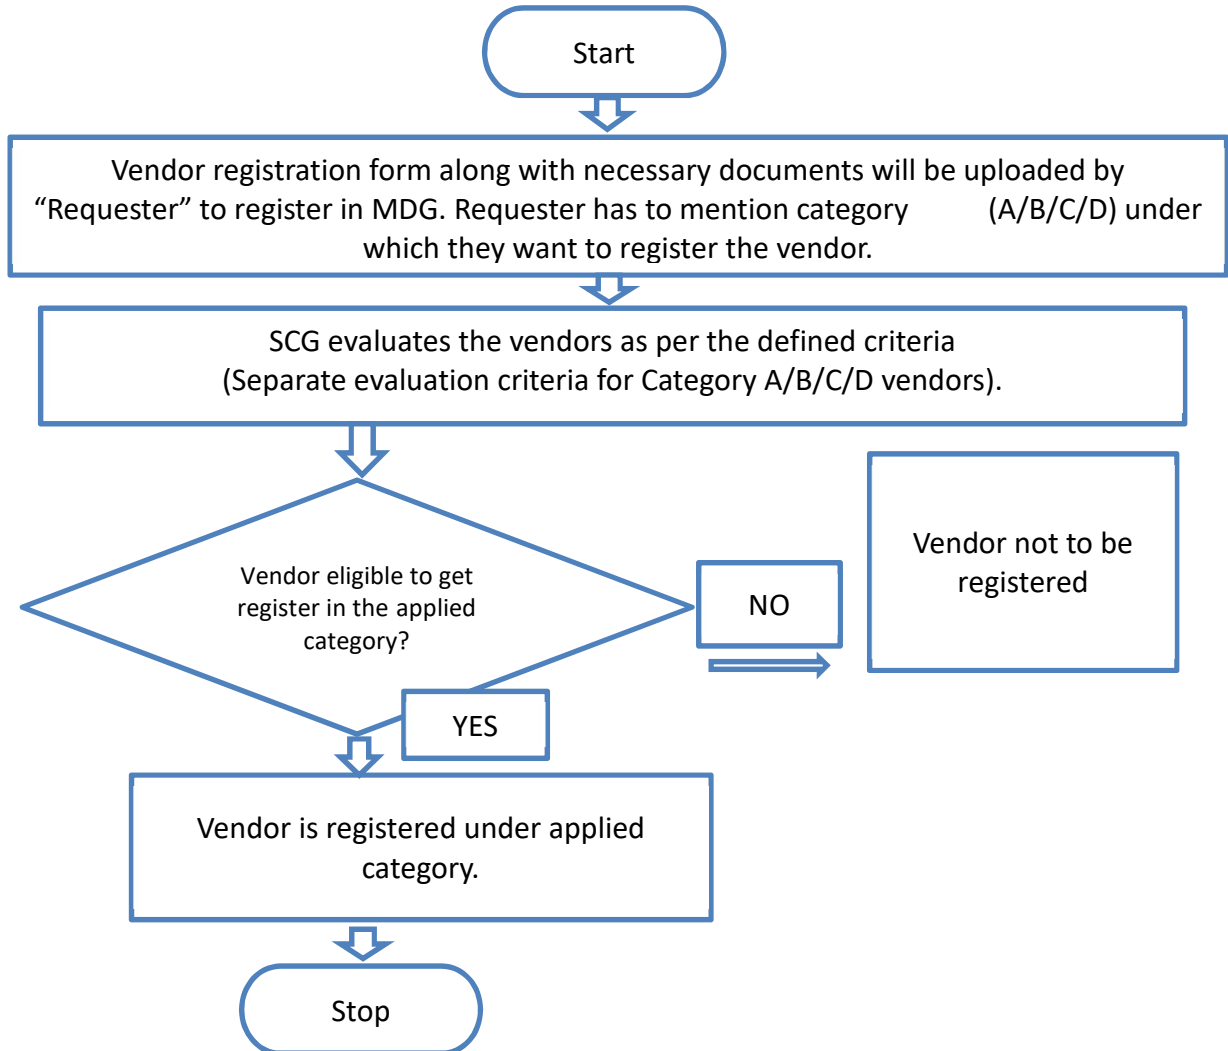 Start
Vendor registration form along with necessary documents will be uploaded by
“Requester” to register in MDG. Requester has to mention category (A/B/C/D) under
which they want to register the vendor.
SCG evaluates the vendors as per the defined criteria
(Separate evaluation criteria for Category A/B/C/D vendors).
Vendor eligible to get
register in the applied
category?
NO
Vendor not to be
registered
YES
Vendor is registered under applied
category.
Stop